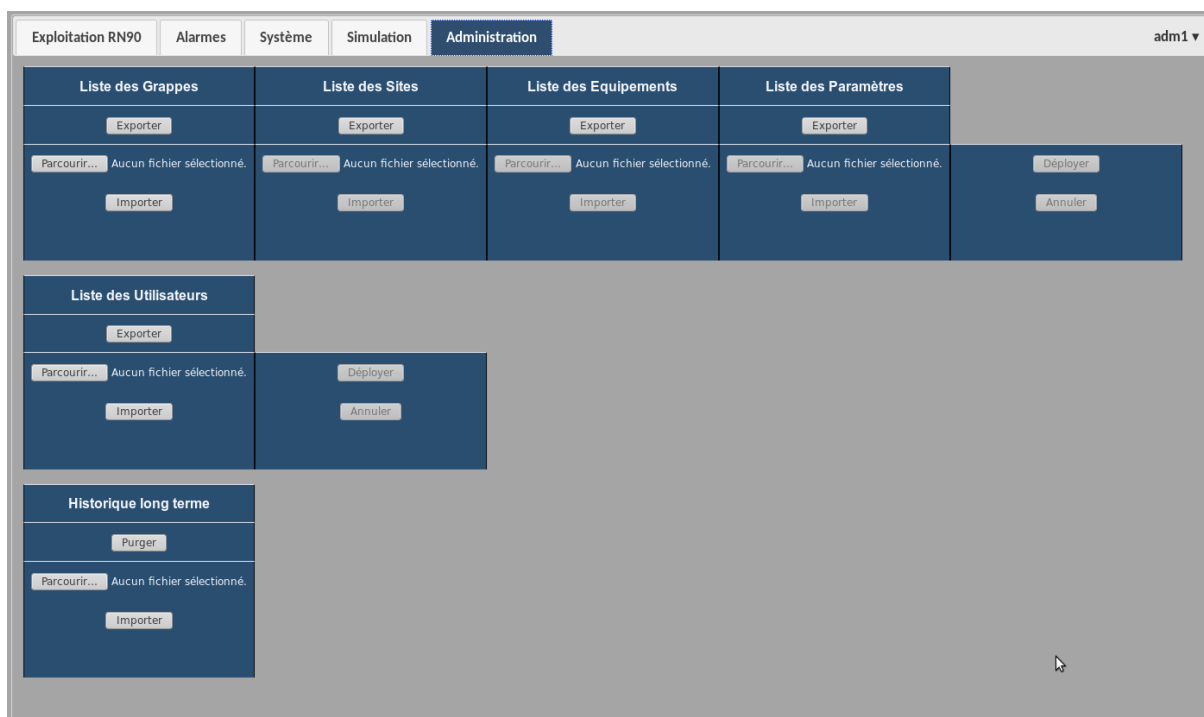 Exploitation RN90 Alarmes Système Simulation Administration adm1 ▾
Liste des Grappes Liste des Sites Liste des Equipements Liste des Paramètres
Exporter Exporter Exporter Exporter
Parcourir... Aucun fichier sélectionné. Parcourir... Aucun fichier sélectionné. Parcourir... Aucun fichier sélectionné. Parcourir... Aucun fichier sélectionné. Déployer
Importer Importer Importer Importer Annuler
Liste des Utilisateurs
Exporter
Parcourir... Aucun fichier sélectionné. Déployer
Importer Annuler
Historique long terme
Purger
Parcourir... Aucun fichier sélectionné.
Importer